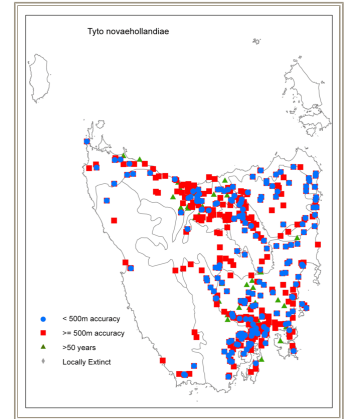 Tyto novaehollandiae
< 500m accuracy
>= 500m accuracy
>50 years
Locally Extinct